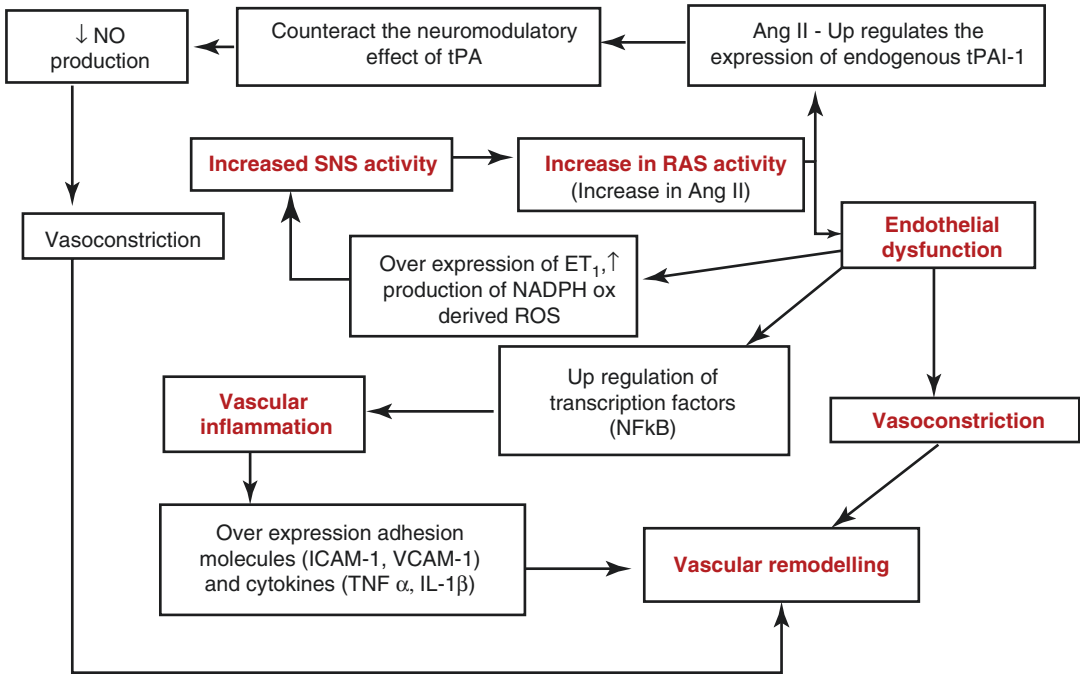 ↓ NO
production
Counteract the neuromodulatory
effect of tPA
Ang II - Up regulates the
expression of endogenous tPAI-1
Increased SNS activity
Increase in RAS activity
(Increase in Ang II)
Vasoconstriction
Endothelial
dysfunction
Over expression of ET₁,↑
production of NADPH ox
derived ROS
Up regulation of
transcription factors
(NFkB)
Vascular
inflammation
Vasoconstriction
Over expression adhesion
molecules (ICAM-1, VCAM-1)
and cytokines (TNF α, IL-1β)
Vascular remodelling